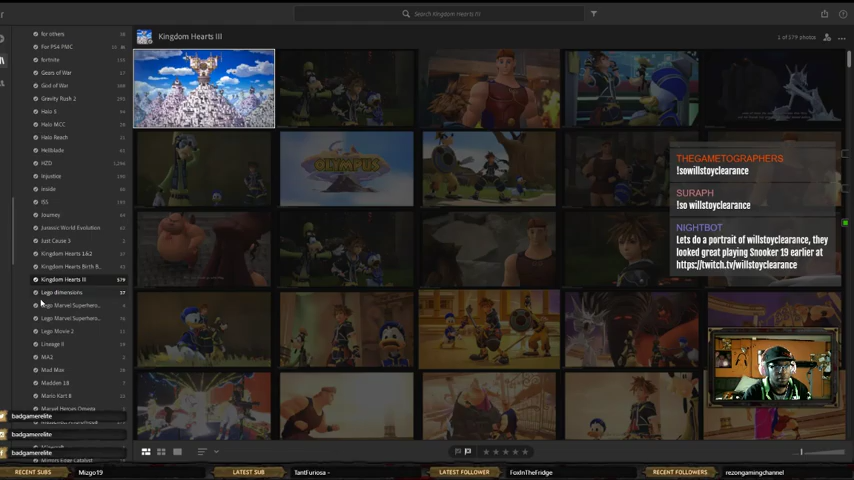 Search Kingdom Hearts III
for others
For PS4 PMC
fortnite
Gears of War
God of War
Gravity Rush 2
Halo 5
Halo MCC
Halo Reach
Hellblade
HZD
1,296
Injustice
Inside
ISS
Journey
Jurassic World Evolution
Just Cause 3
Kingdom Hearts 1&2
Kingdom Hearts Birth B..
Kingdom Hearts III
579
Lego dimensions
37
Lego Marvel Superhero...
Lego Marvel Superhero...
Lego Movie 2
Lineage II
MA2
Mad Max
Madden 18
Mario Kart 8
Marvel Heroes Omega
badgamerelite
badgamerelite
badgamerelite
Kingdom Hearts III
1 of 579 photos
OLYMPUS
THEGAMETOGRAPHERS
!sowillstoyclearance
SURAPH
!so willstoyclearance
NIGHTBOT
Lets do a portrait of willstoyclearance, they
looked great playing Snooker 19 earlier at
https://twitch.tv/willstoyclearance
RECENT SUBS
Mizgo19
LATEST SUB
TantFuriosa -
LATEST FOLLOWER
FoxInTheFridge
RECENT FOLLOWERS
rezongamingchannel